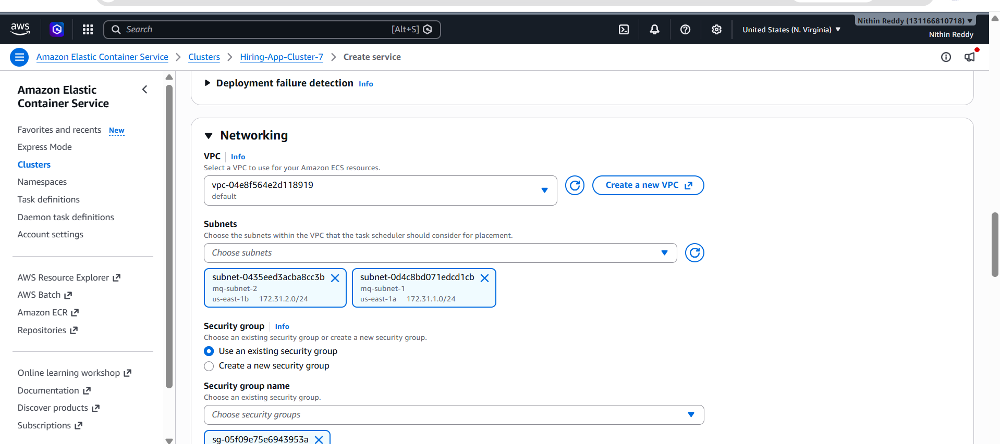 aws
Search
[Alt+S]
United States (N. Virginia)
Nithin Reddy (131166810718)
Nithin Reddy
Amazon Elastic Container Service
Clusters
Hiring-App-Cluster-7
Create service
Amazon Elastic
Container Service
Favorites and recents New
Express Mode
Clusters
Namespaces
Task definitions
Daemon task definitions
Account settings
AWS Resource Explorer
AWS Batch
Amazon ECR
Repositories
Online learning workshop
Documentation
Discover products
Subscriptions
Deployment failure detection Info
Networking
VPC Info
Select a VPC to use for your Amazon ECS resources.
vpc-04e8f564e2d118919
default
Create a new VPC
Subnets
Choose the subnets within the VPC that the task scheduler should consider for placement.
Choose subnets
subnet-0435eed3acba8cc3b
mq-subnet-2
us-east-1b 172.31.2.0/24
subnet-0d4c8bd071edcd1cb
mq-subnet-1
us-east-1a 172.31.1.0/24
Security group Info
Choose an existing security group or create a new security group.
Use an existing security group
Create a new security group
Security group name
Choose an existing security group.
Choose security groups
sg-05f09e75e6943953a